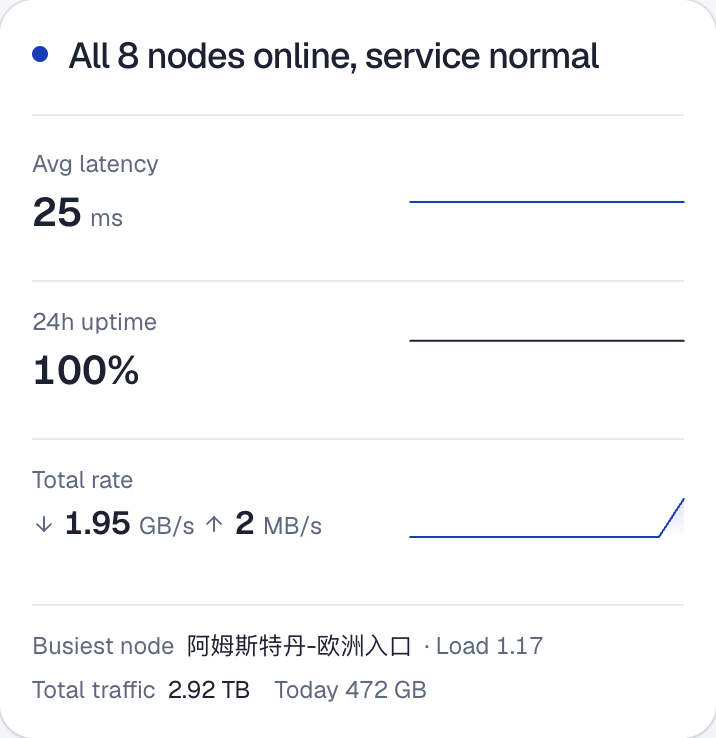 All 8 nodes online, service normal
Avg latency
25 ms
24h uptime
100%
Total rate
↓ 1.95 GB/s ↑ 2 MB/s
Busiest node 阿姆斯特丹-欧洲入口 · Load 1.17
Total traffic 2.92 TB Today 472 GB